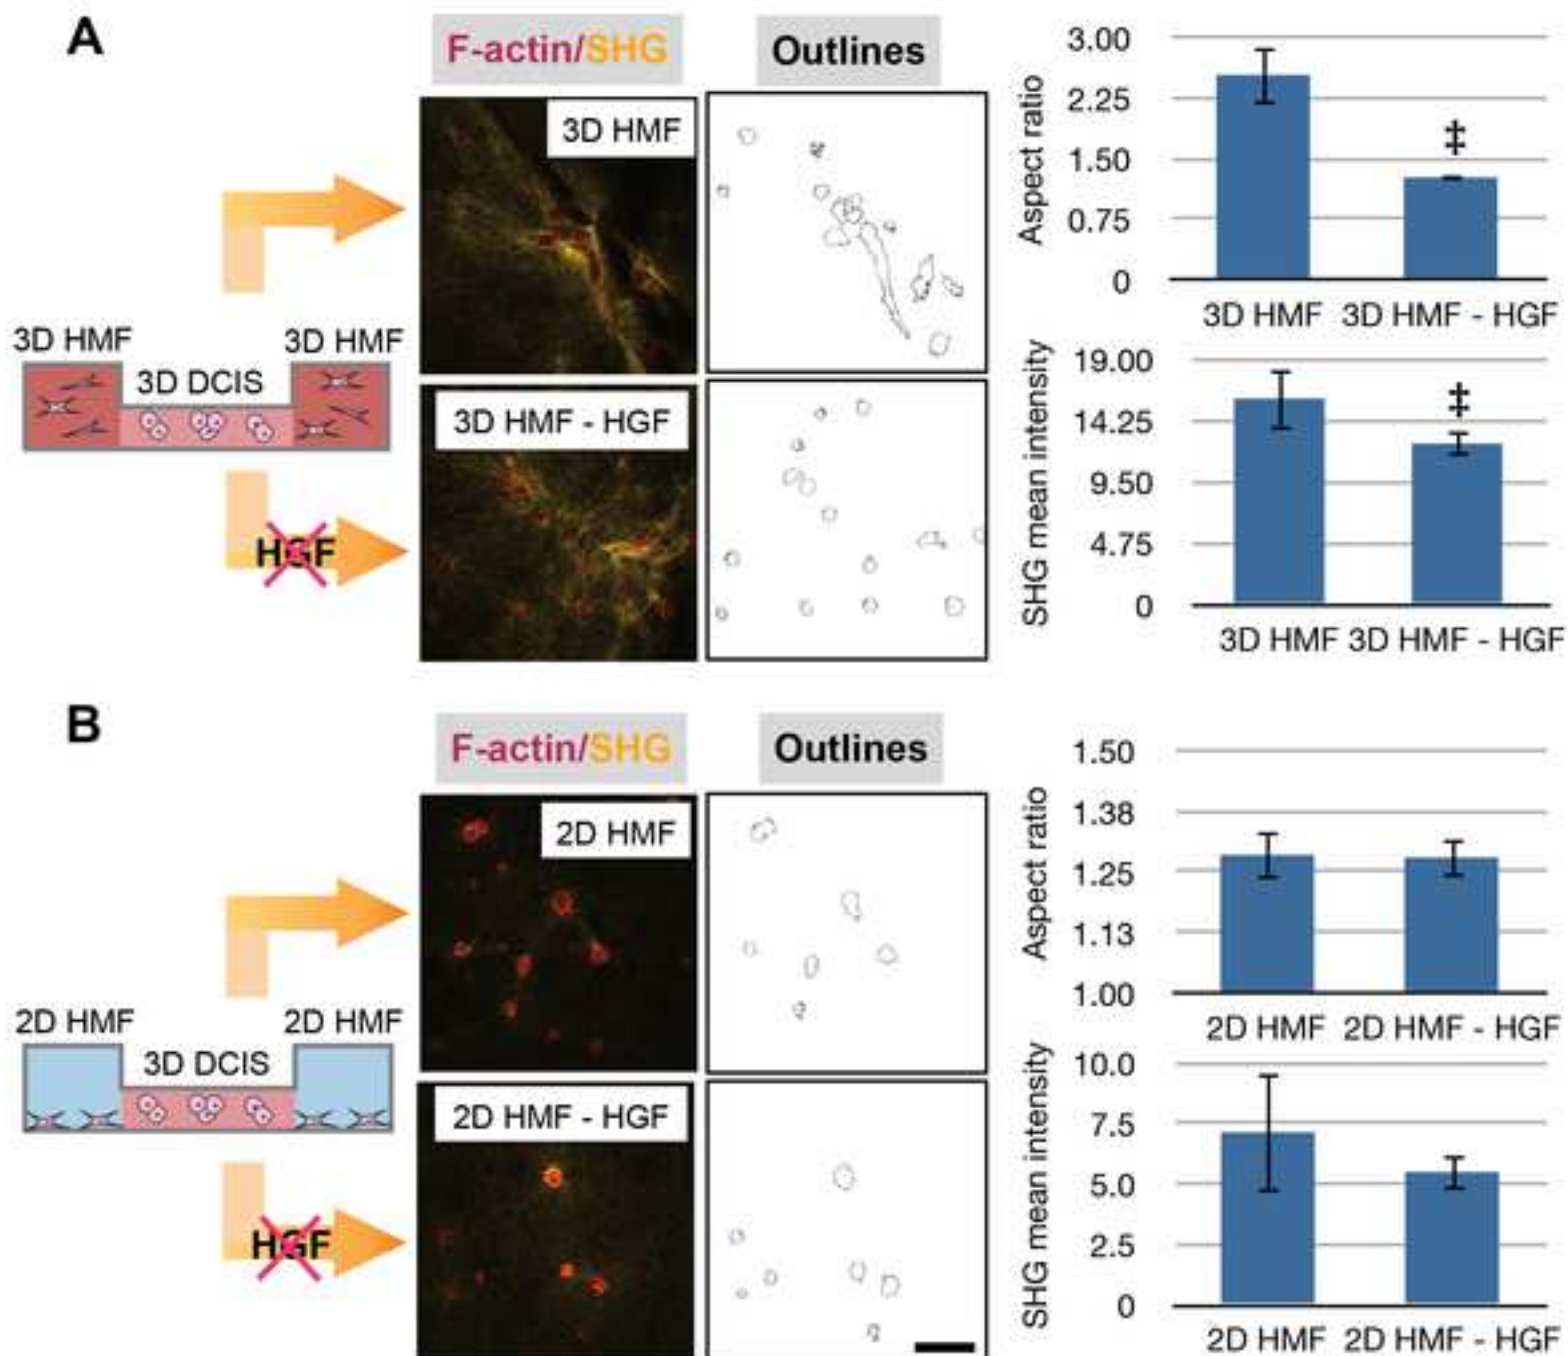 A
F-actin/SHG
Outlines
3D HMF
3D HMF - HGF
3D HMF
3D HMF
3D DCIS
HGF
3.00
2.25
1.50
0.75
0
Aspect ratio
‡
3D HMF
3D HMF - HGF
19.00
14.25
9.50
4.75
0
SHG mean intensity
‡
3D HMF
3D HMF - HGF
B
F-actin/SHG
Outlines
2D HMF
2D HMF - HGF
2D HMF
2D HMF
3D DCIS
HGF
1.50
1.38
1.25
1.13
1.00
Aspect ratio
2D HMF
2D HMF - HGF
10.0
7.5
5.0
2.5
0
SHG mean intensity
2D HMF
2D HMF - HGF